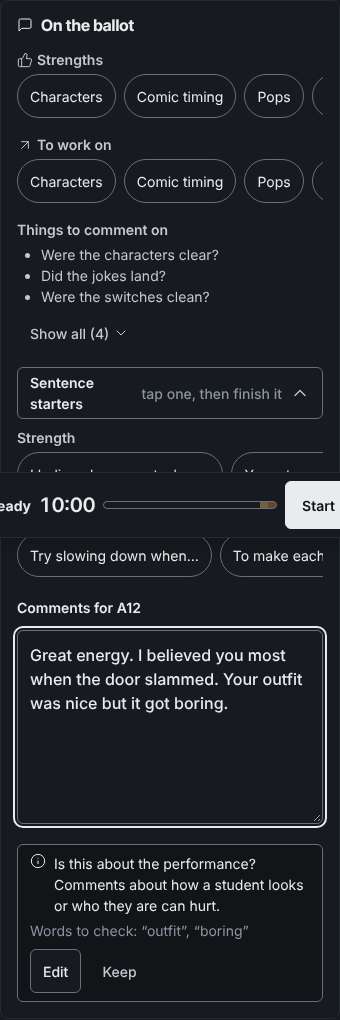 On the ballot
Strengths
Characters Comic timing Pops
To work on
Characters Comic timing Pops
Things to comment on
• Were the characters clear?
• Did the jokes land?
• Were the switches clean?
Show all (4)
Sentence starters tap one, then finish it
Strength
eady 10:00 Start
Try slowing down when... To make each
Comments for A12
Great energy. I believed you most
when the door slammed. Your outfit
was nice but it got boring.
Is this about the performance?
Comments about how a student looks
or who they are can hurt.
Words to check: “outfit”, “boring”
Edit Keep